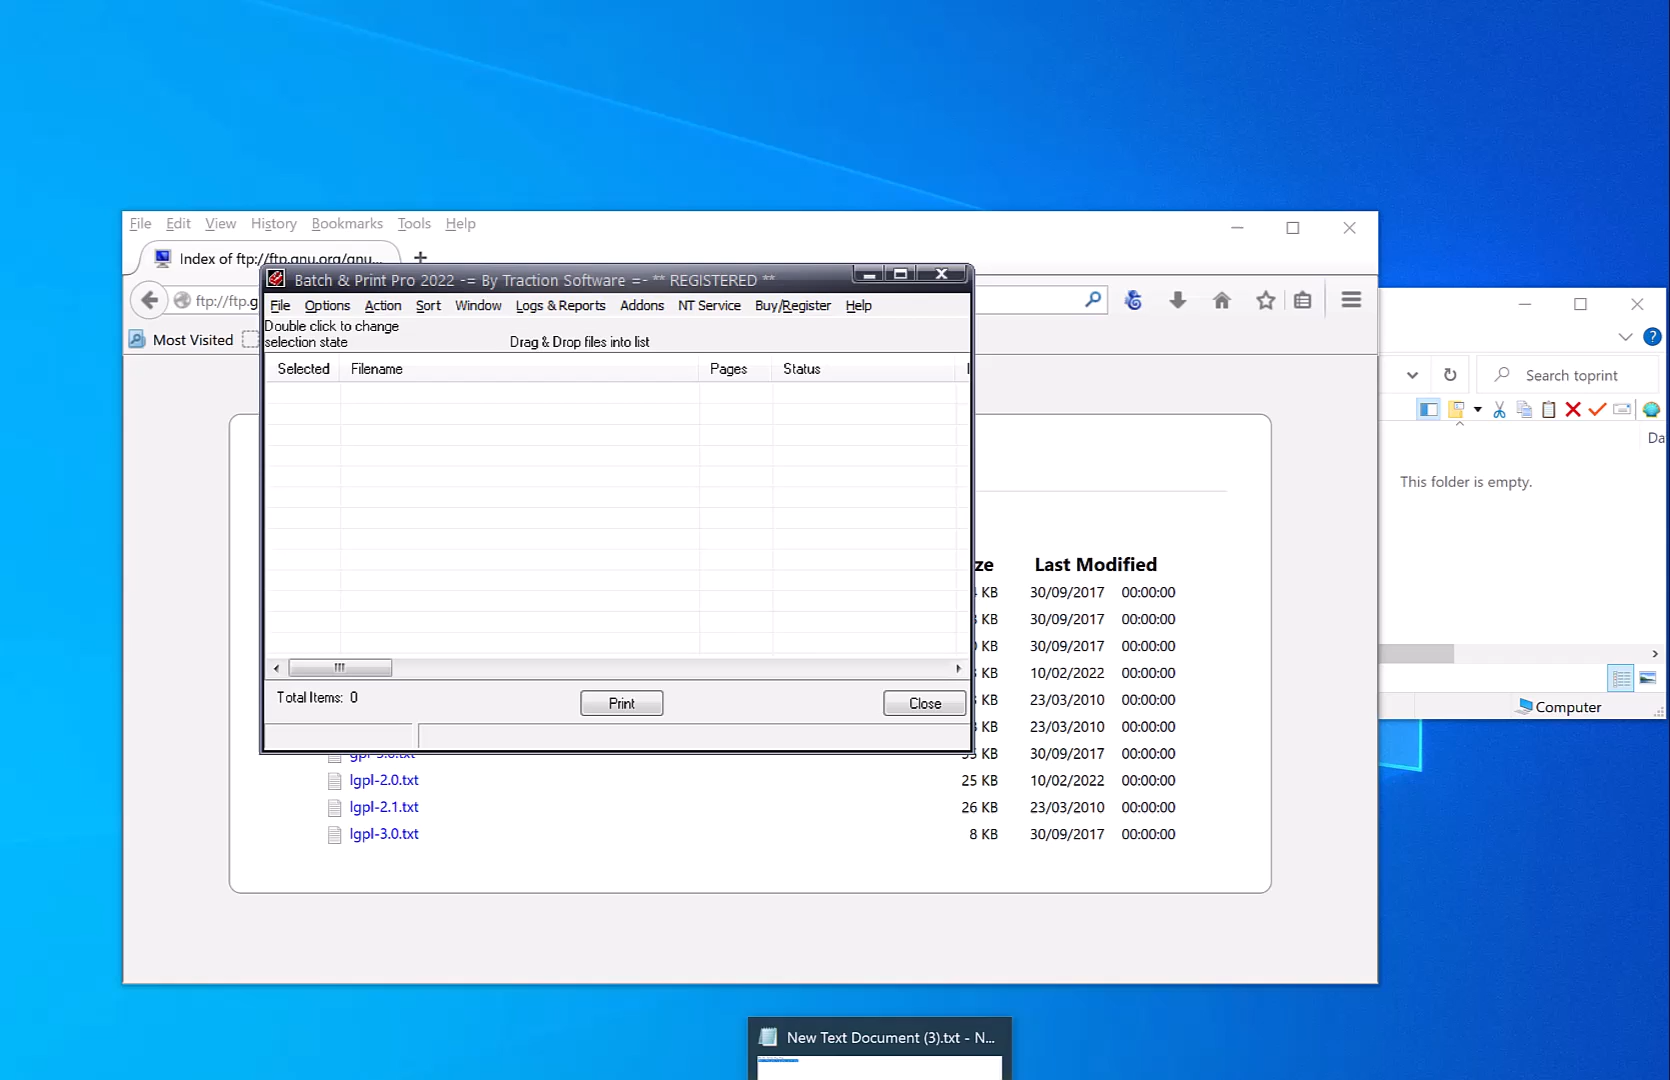 File Edit View History Bookmarks Tools Help
Index of ftp://ftp.gnu.org/gnu... +
Batch & Print Pro 2022 -= By Traction Software =- ** REGISTERED **
ftp://ftp.g
File Options Action Sort Window Logs & Reports Addons NT Service Buy/Register Help
Double click to change
selection state
Drag & Drop files into list
Most Visited
Selected Filename Pages Status
Search toprint
Da
This folder is empty.
Last Modified
KB 30/09/2017 00:00:00
KB 30/09/2017 00:00:00
KB 30/09/2017 00:00:00
KB 10/02/2022 00:00:00
KB 23/03/2010 00:00:00
KB 23/03/2010 00:00:00
KB 30/09/2017 00:00:00
lgpl-2.0.txt 25 KB 10/02/2022 00:00:00
lgpl-2.1.txt 26 KB 23/03/2010 00:00:00
lgpl-3.0.txt 8 KB 30/09/2017 00:00:00
Total Items: 0
Print
Close
Computer
New Text Document (3).txt - N...